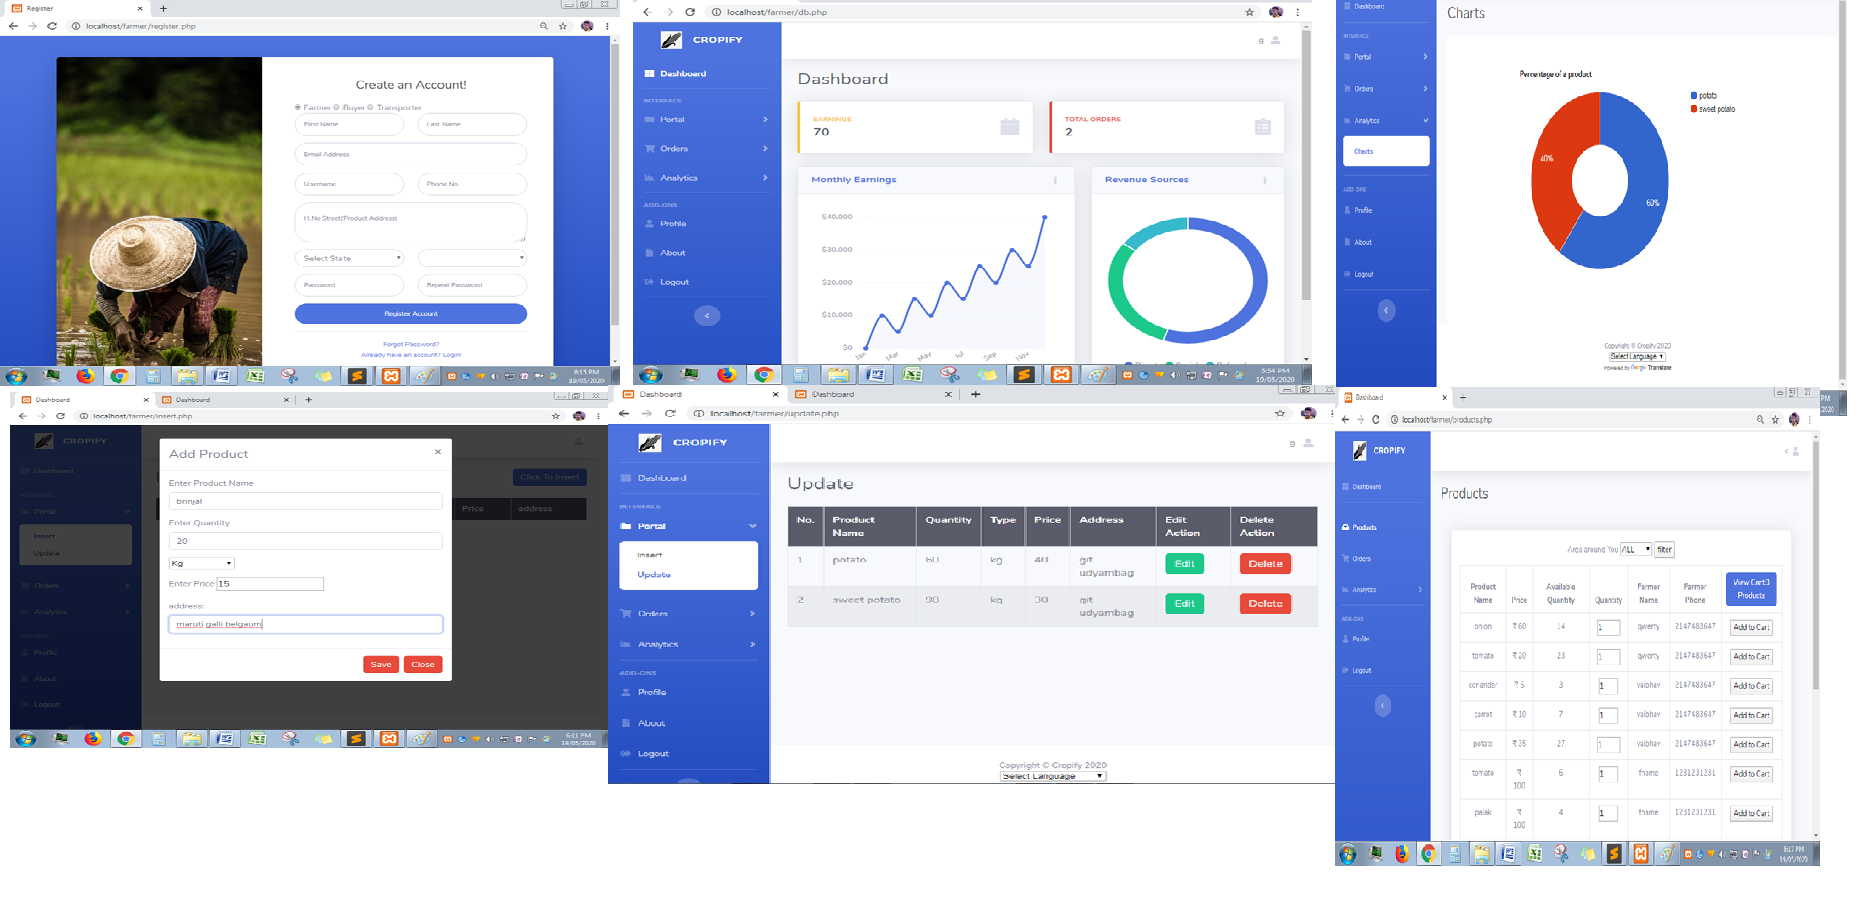 Register
localhost/farmer/register.php
Create an Account!
Farmer Buyer Transporter
First Name Last Name
Email Address
Username Phone No.
H.No Street(Product Address)
Select State
Password Repeat Password
Register Account
Forgot Password?
Already have an account? Login!
6:15 PM
19/05/2020
localhost/farmer/db.php
CROPIFY
g
Dashboard
INTERFACE
Portal
Orders
Analytics
ADD-ONS
Profile
About
Logout
Dashboard
EARNINGS
70
TOTAL ORDERS
2
Monthly Earnings
$40,000
$30,000
$20,000
$10,000
$0
Jan Mar May Jul Sep Nov
Revenue Sources
5:54 PM
19/05/2020
Dashboard
INTERFACE
Portal
Orders
Analytics
Charts
ADD-ONS
Profile
About
Logout
Charts
Percentage of a product
potato
sweet potato
40%
60%
Copyright © Cropify 2020
Select Language
Powered by Google Translate
PM
2020
Dashboard Dashboard
localhost/farmer/insert.php
CROPIFY
Dashboard
INTERFACE
Portal
Insert
Update
Orders
Analytics
ADD-ONS
Profile
About
Logout
Click To Insert
Price address
Add Product
×
Enter Product Name
brinjal
Enter Quantity
20
Kg
Enter Price 15
address:
maruti galli belgaum
Save Close
6:11 PM
19/05/2020
Dashboard Dashboard
localhost/farmer/update.php
CROPIFY
g
Dashboard
INTERFACE
Portal
Insert
Update
Orders
Analytics
ADD-ONS
Profile
About
Logout
Update
No. Product Name Quantity Type Price Address Edit Action Delete Action
1 potato 60 kg 40 git udyambag Edit Delete
2 sweet potato 90 kg 30 git udyambag Edit Delete
Copyright © Cropify 2020
Select Language
Dashboard
localhost/farmer/products.php
CROPIFY
Dashboard
Products
Orders
Analytics
ADD-ONS
Profile
Logout
Products
Area around You ALL filter
Product Name Price Available Quantity Quantity Farmer Name Farmer Phone View Cart3 Products
onion ₹ 60 14 1 qwerty 2147483647 Add to Cart
tomato ₹ 20 23 1 qwerty 2147483647 Add to Cart
coriander ₹ 5 3 1 vaibhav 2147483647 Add to Cart
carret ₹ 10 7 1 vaibhav 2147483647 Add to Cart
potato ₹ 35 27 1 vaibhav 2147483647 Add to Cart
tomato ₹ 100 6 1 fname 1231231231 Add to Cart
palak ₹ 100 4 1 fname 1231231231 Add to Cart
19/05/2020